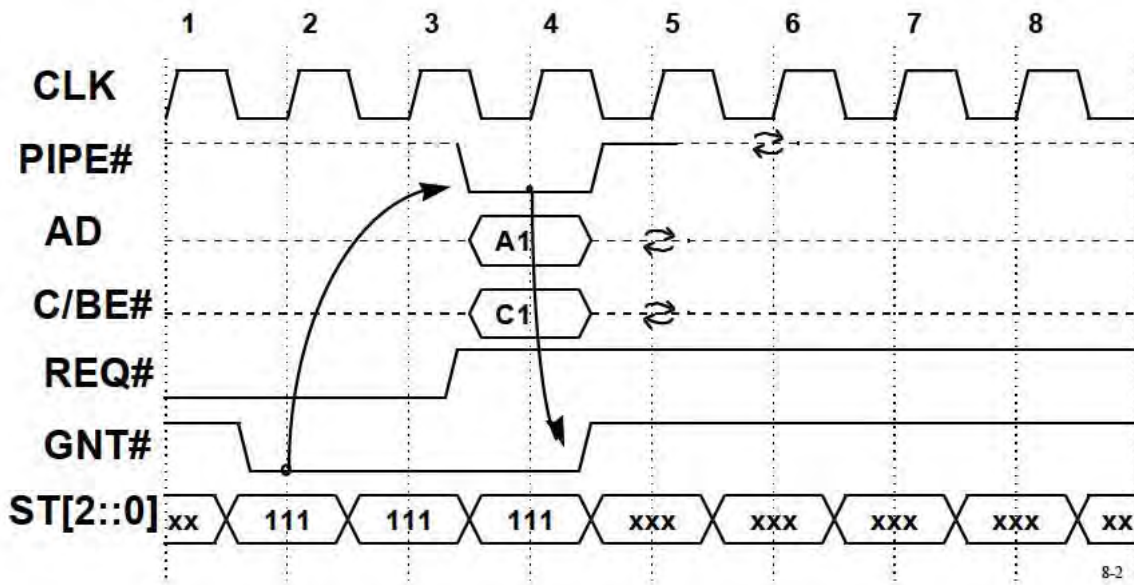 1 2 3 4 5 6 7 8
CLK
PIPE#
AD A1
C/BE# C1
REQ#
GNT#
ST[2::0] xx 111 111 111 xxx xxx xxx xxx xx
8-2